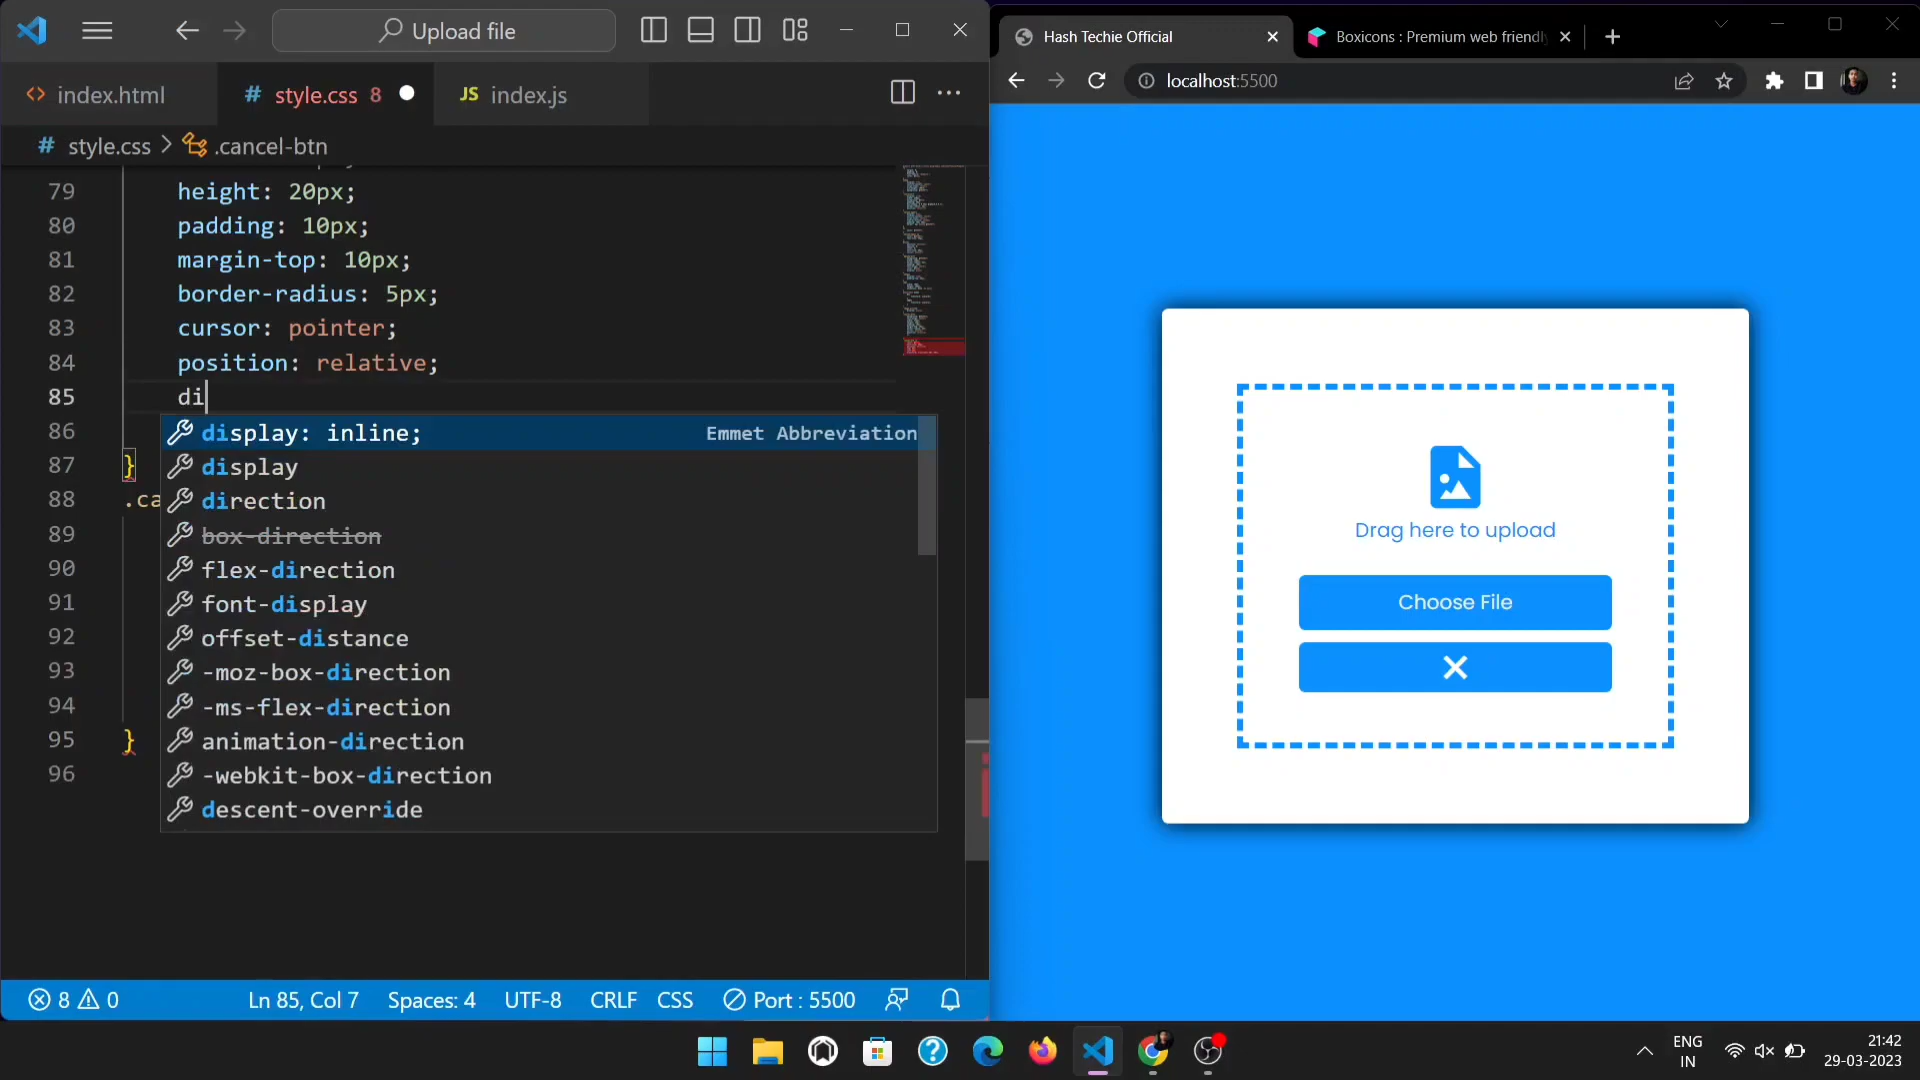 Upload file
index.html
# style.css 8
JS index.js
# style.css > .cancel-btn
79 height: 20px;
80 padding: 10px;
81 margin-top: 10px;
82 border-radius: 5px;
83 cursor: pointer;
84 position: relative;
85 di
86
87 }
88 .ca
89
90
91
92
93
94
95 }
96
display: inline; Emmet Abbreviation
display
direction
box-direction
flex-direction
font-display
offset-distance
-moz-box-direction
-ms-flex-direction
animation-direction
-webkit-box-direction
descent-override
8 0 Ln 85, Col 7 Spaces: 4 UTF-8 CRLF CSS Port : 5500
Hash Techie Official
Boxicons : Premium web friendl
localhost:5500
Drag here to upload
Choose File
ENG
IN
21:42
29-03-2023